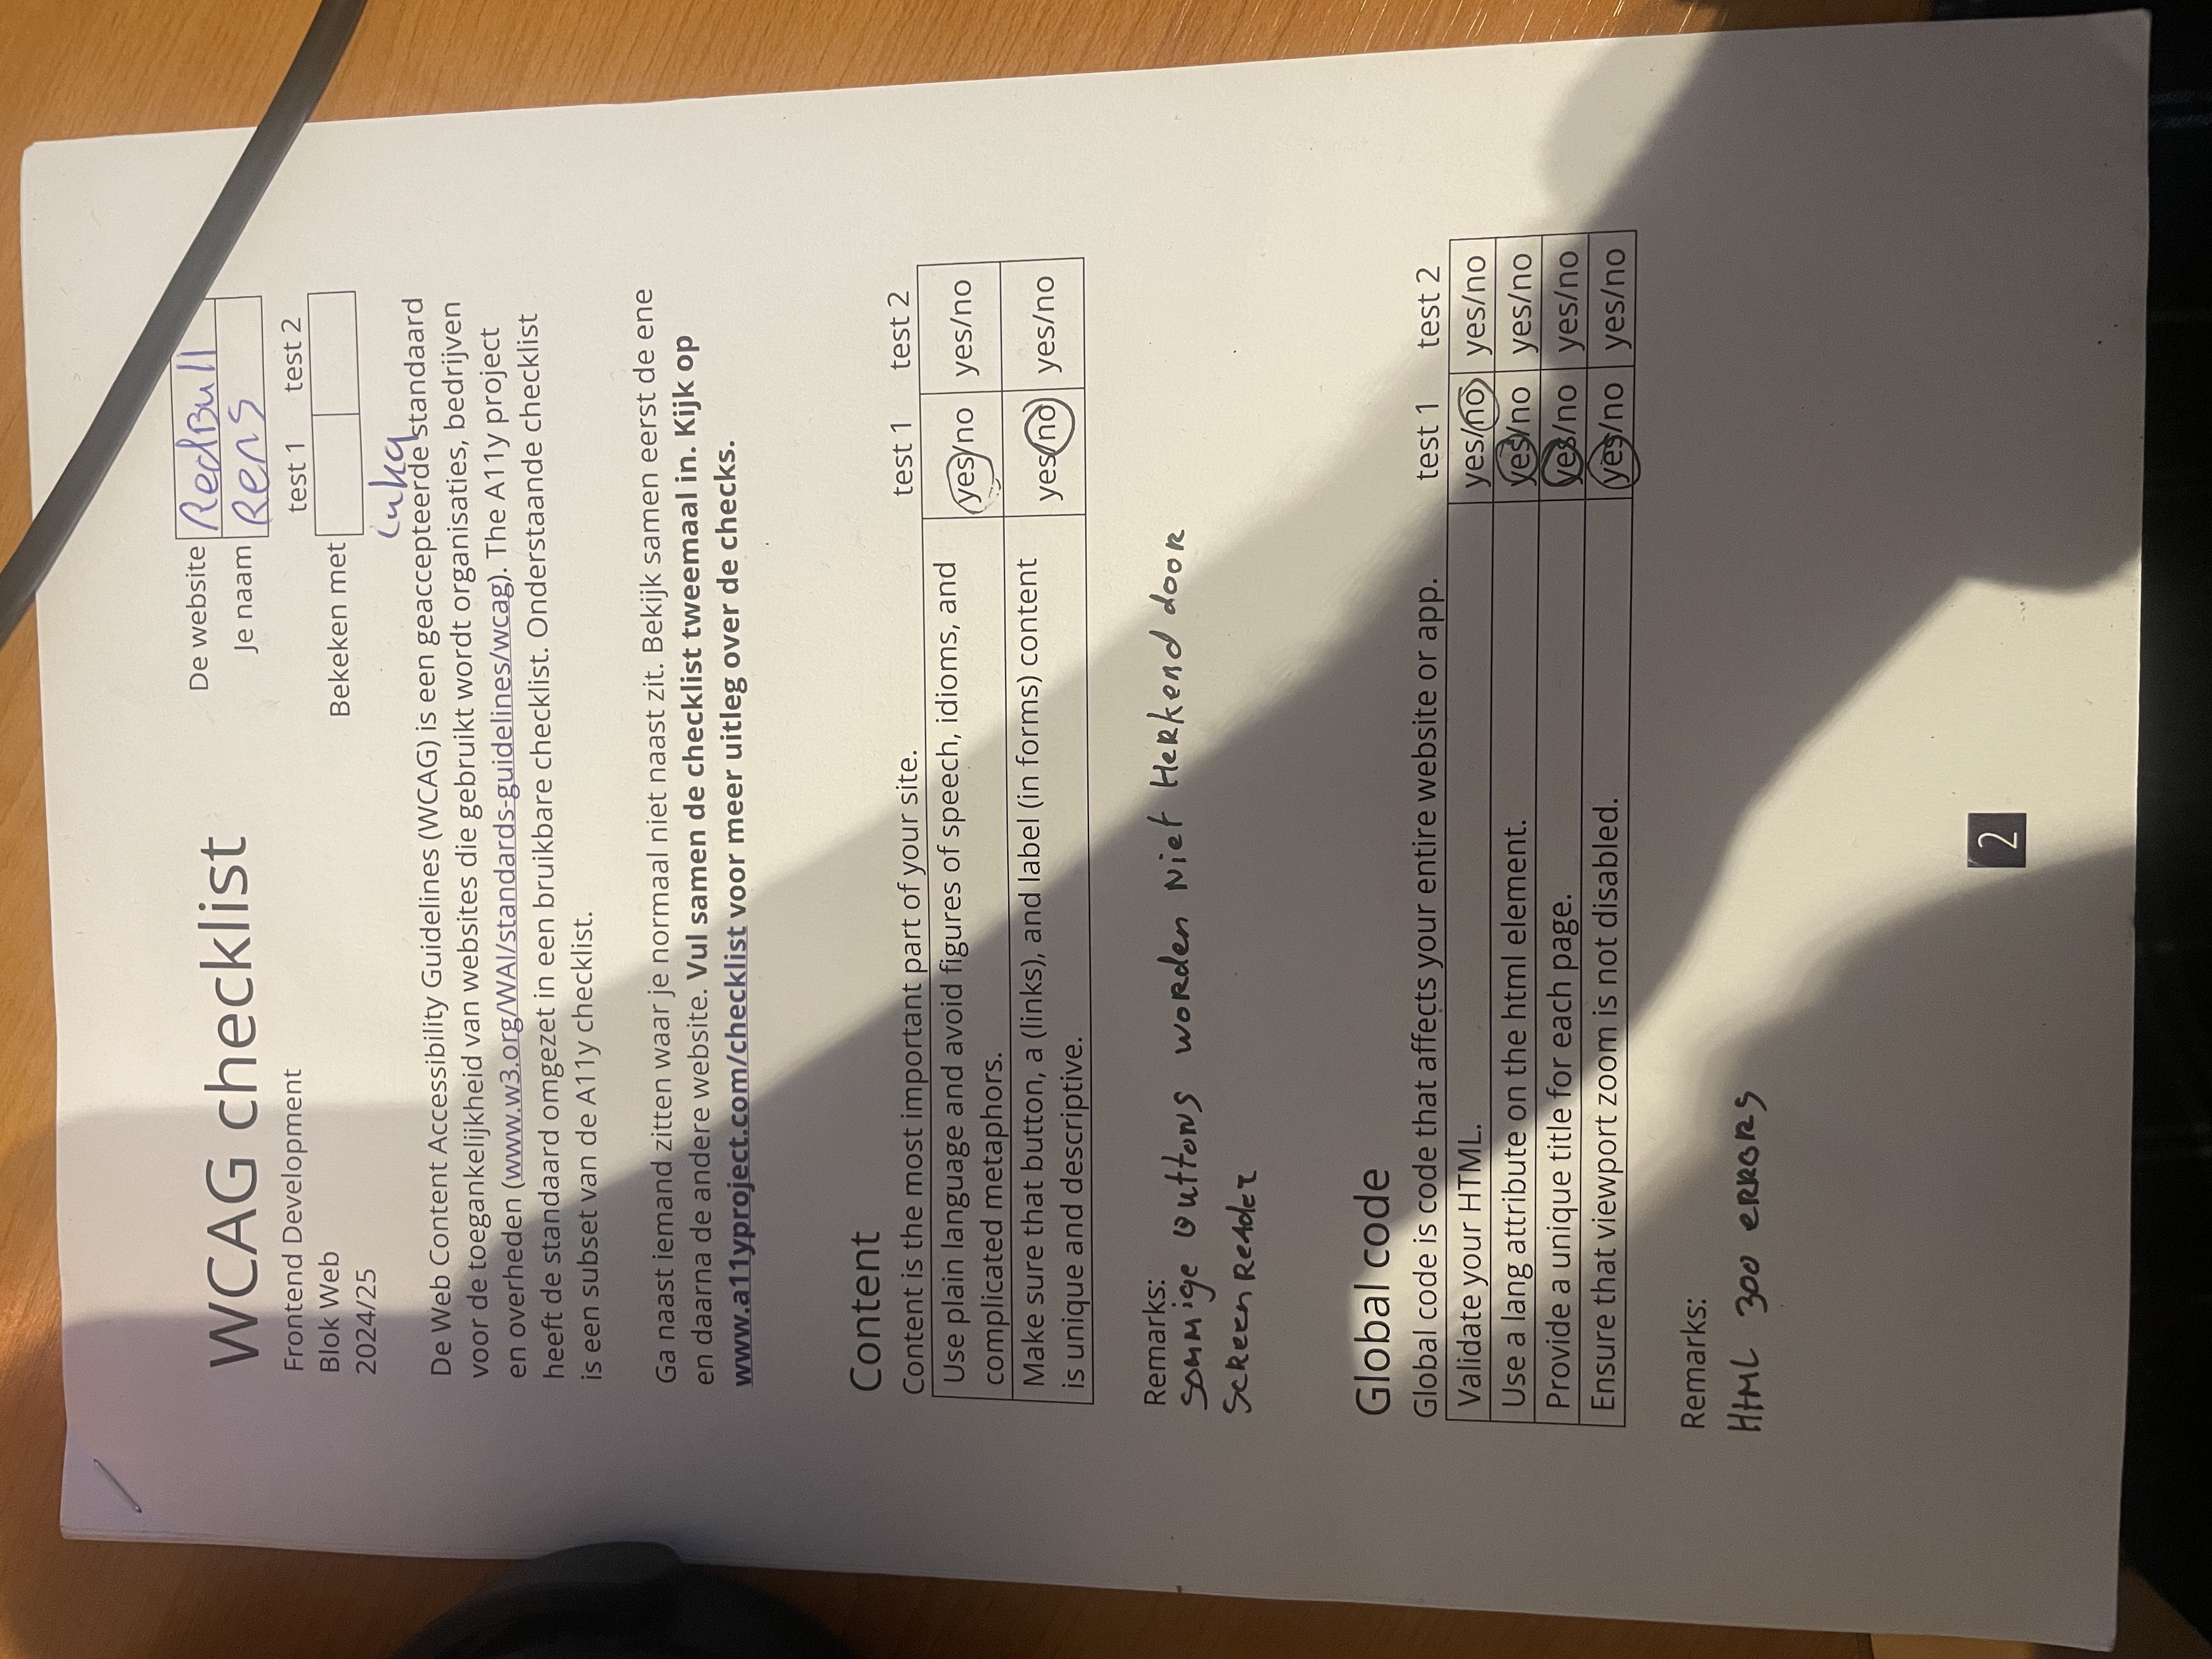 De website RedBull
WCAG checklist
Je naam Rens
Frontend Development
test 1 test 2
Blok Web
Bekeken met
2024/25
Luka
De Web Content Accessibility Guidelines (WCAG) is een geaccepteerde standaard
voor de toegankelijkheid van websites die gebruikt wordt organisaties, bedrijven
en overheden (www.w3.org/WAI/standards-guidelines/wcag). The A11y project
heeft de standaard omgezet in een bruikbare checklist. Onderstaande checklist
is een subset van de A11y checklist.
Ga naast iemand zitten waar je normaal niet naast zit. Bekijk samen eerst de ene
en daarna de andere website. Vul samen de checklist tweemaal in. Kijk op
www.a11yproject.com/checklist voor meer uitleg over de checks.
Content
Content is the most important part of your site. test 1 test 2
Use plain language and avoid figures of speech, idioms, and
complicated metaphors. yes/no yes/no
Make sure that button, a (links), and label (in forms) content
is unique and descriptive. yes/no yes/no
Remarks:
Sommige Buttons worden Niet Herkend door
Screen Reader
Global code
Global code is code that affects your entire website or app. test 1 test 2
Validate your HTML. yes/no yes/no
Use a lang attribute on the html element. yes/no yes/no
Provide a unique title for each page. yes/no yes/no
Ensure that viewport zoom is not disabled. yes/no yes/no
Remarks:
HtML 300 eRRoRS
2